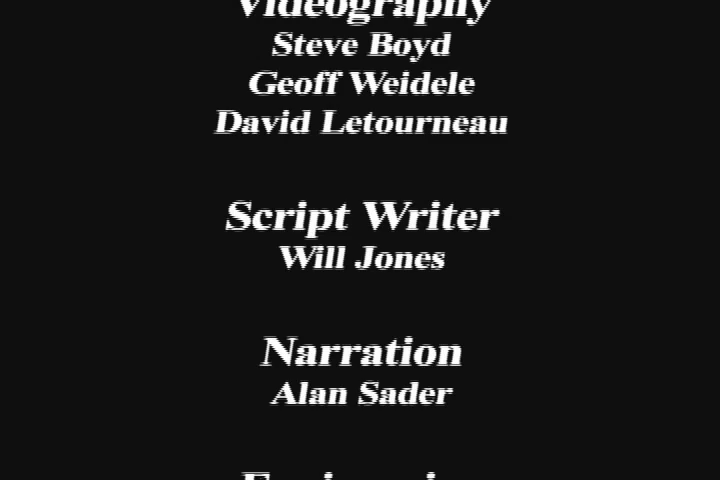 Videography
Steve Boyd
Geoff Weidele
David Letourneau
Script Writer
Will Jones
Narration
Alan Sader